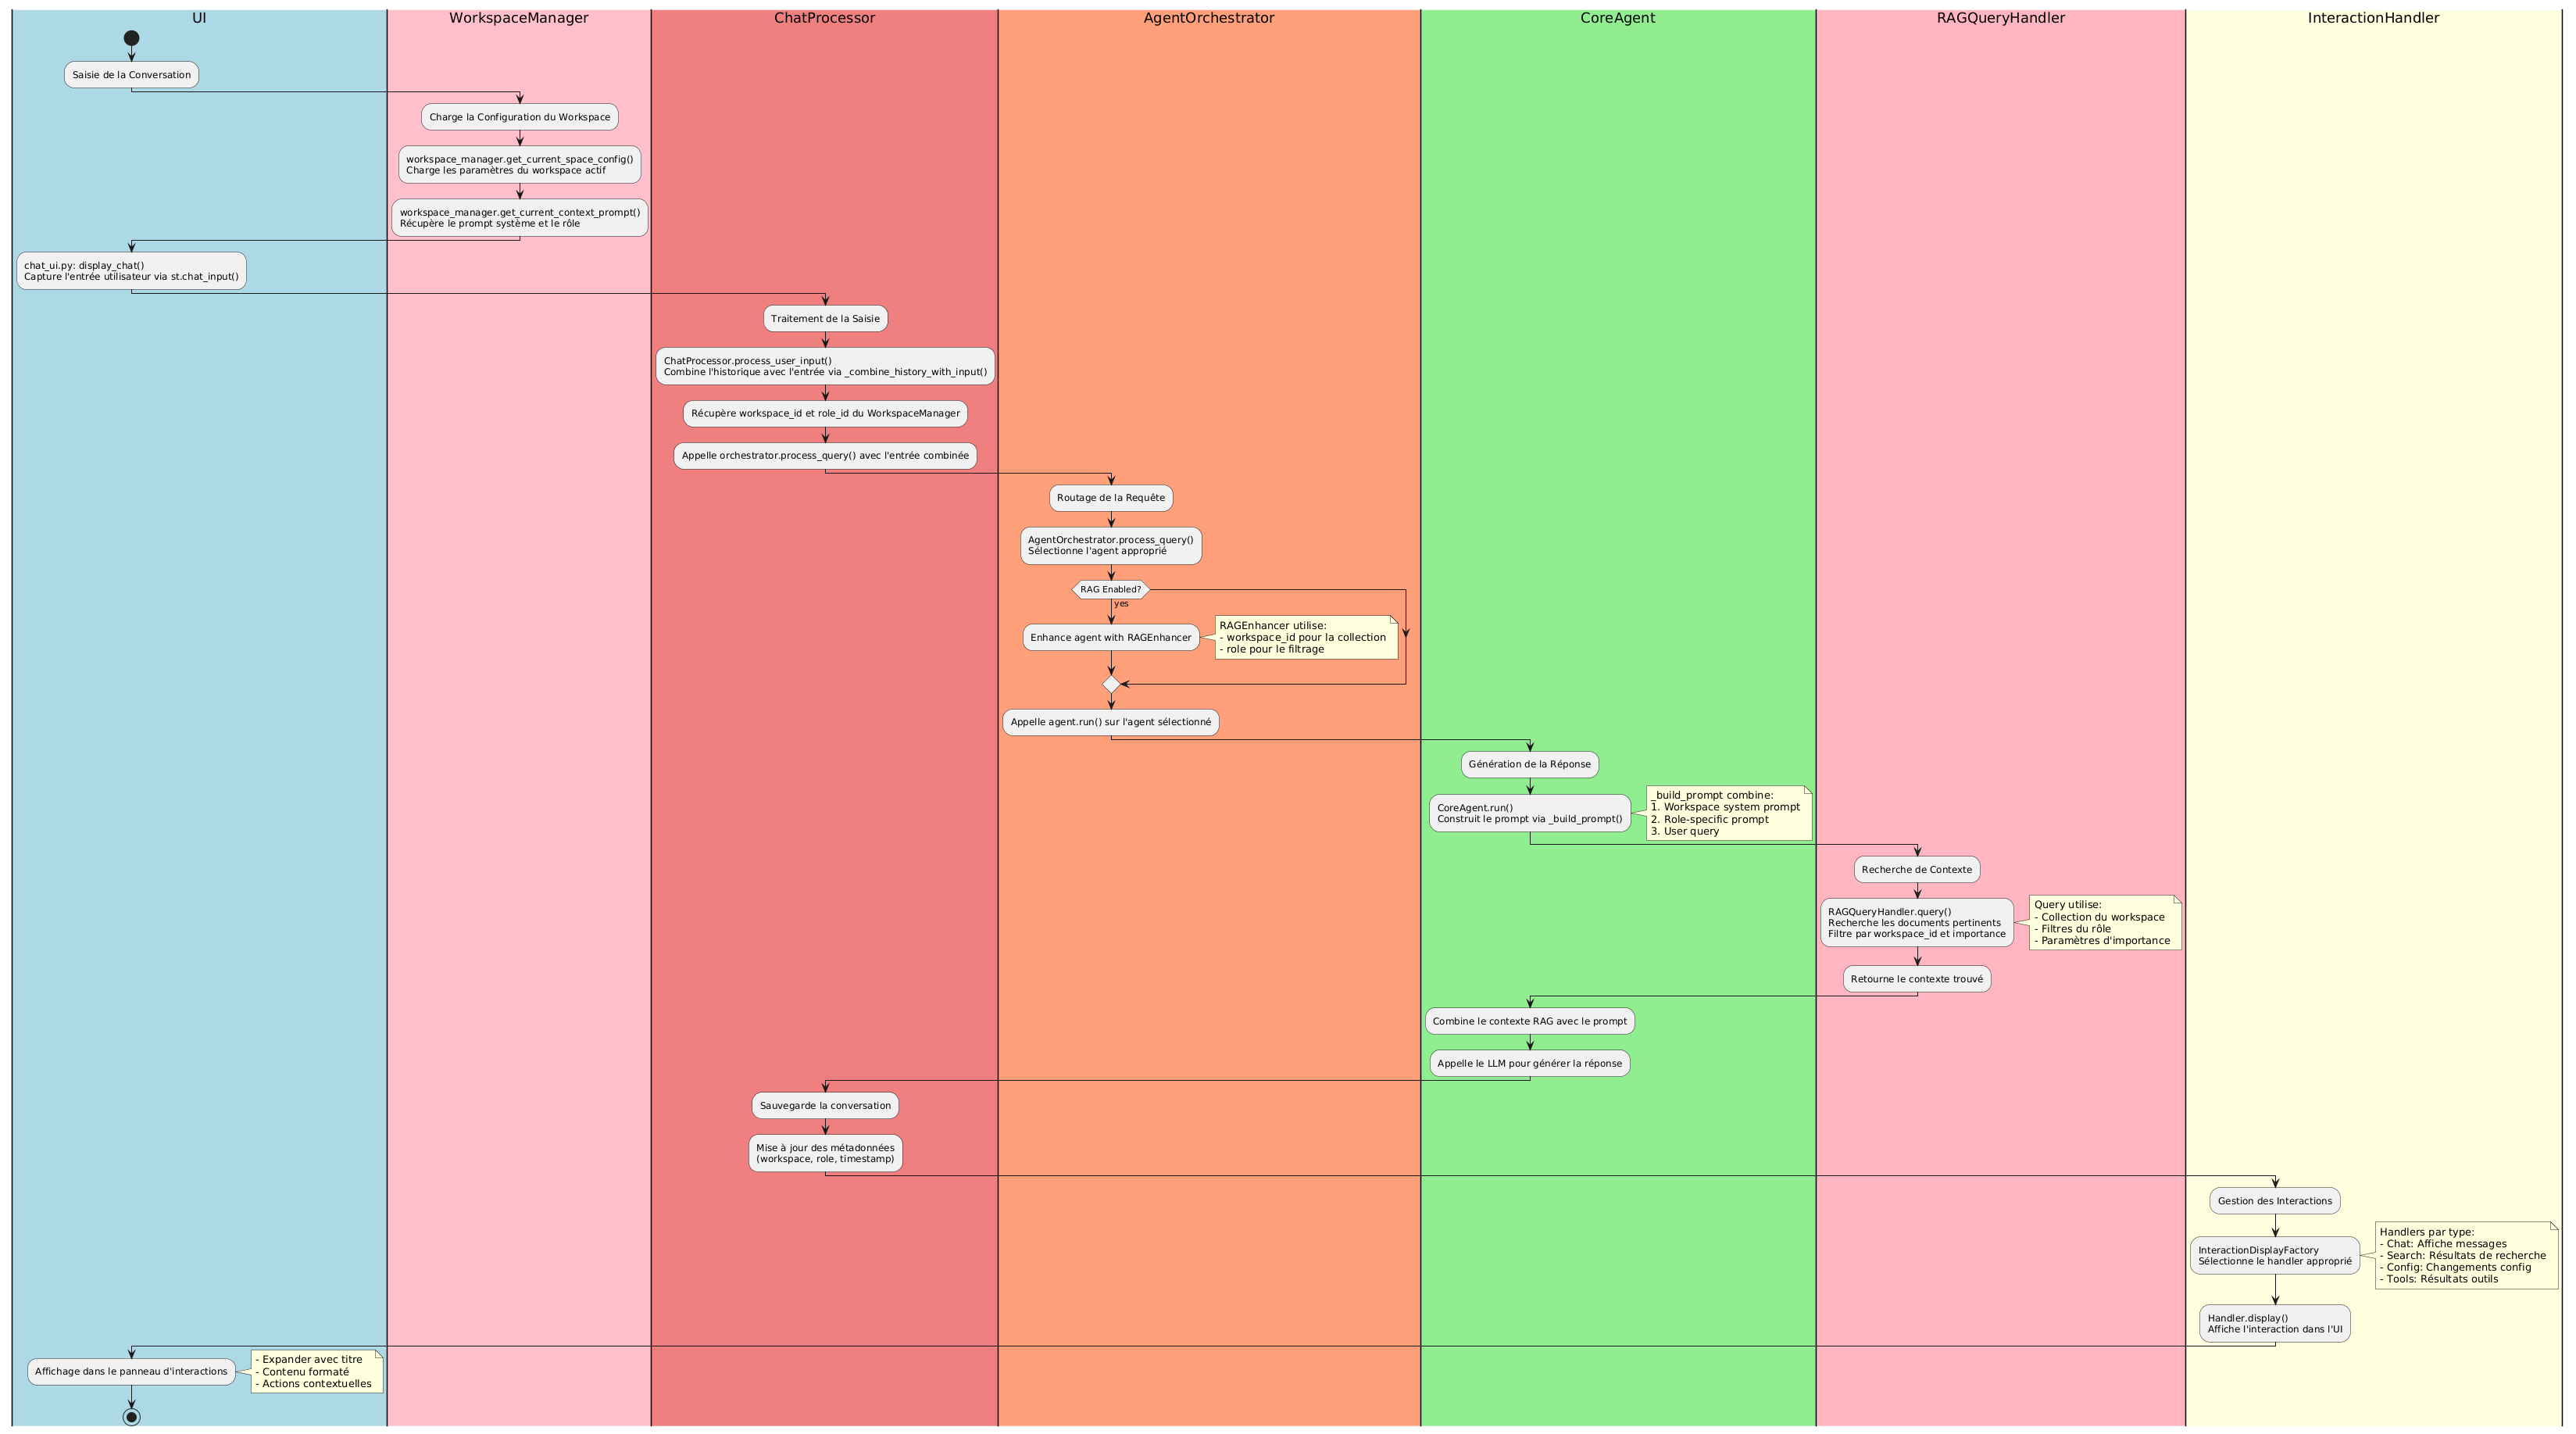 UI
WorkspaceManager
ChatProcessor
AgentOrchestrator
CoreAgent
RAGQueryHandler
InteractionHandler
Saisie de la Conversation
Charge la Configuration du Workspace
workspace_manager.get_current_space_config()
Charge les paramètres du workspace actif
workspace_manager.get_current_context_prompt()
Récupère le prompt système et le rôle
chat_ui.py: display_chat()
Capture l'entrée utilisateur via st.chat_input()
Traitement de la Saisie
ChatProcessor.process_user_input()
Combine l'historique avec l'entrée via _combine_history_with_input()
Récupère workspace_id et role_id du WorkspaceManager
Appelle orchestrator.process_query() avec l'entrée combinée
Routage de la Requête
AgentOrchestrator.process_query()
Sélectionne l'agent approprié
RAG Enabled?
yes
Enhance agent with RAGEnhancer
RAGEnhancer utilise:
- workspace_id pour la collection
- role pour le filtrage
Appelle agent.run() sur l'agent sélectionné
Génération de la Réponse
CoreAgent.run()
Construit le prompt via _build_prompt()
_build_prompt combine:
1. Workspace system prompt
2. Role-specific prompt
3. User query
Recherche de Contexte
RAGQueryHandler.query()
Recherche les documents pertinents
Filtre par workspace_id et importance
Query utilise:
- Collection du workspace
- Filtres du rôle
- Paramètres d'importance
Retourne le contexte trouvé
Combine le contexte RAG avec le prompt
Appelle le LLM pour générer la réponse
Sauvegarde la conversation
Mise à jour des métadonnées
(workspace, role, timestamp)
Gestion des Interactions
InteractionDisplayFactory
Sélectionne le handler approprié
Handlers par type:
- Chat: Affiche messages
- Search: Résultats de recherche
- Config: Changements config
- Tools: Résultats outils
Handler.display()
Affiche l'interaction dans l'UI
Affichage dans le panneau d'interactions
- Expander avec titre
- Contenu formaté
- Actions contextuelles